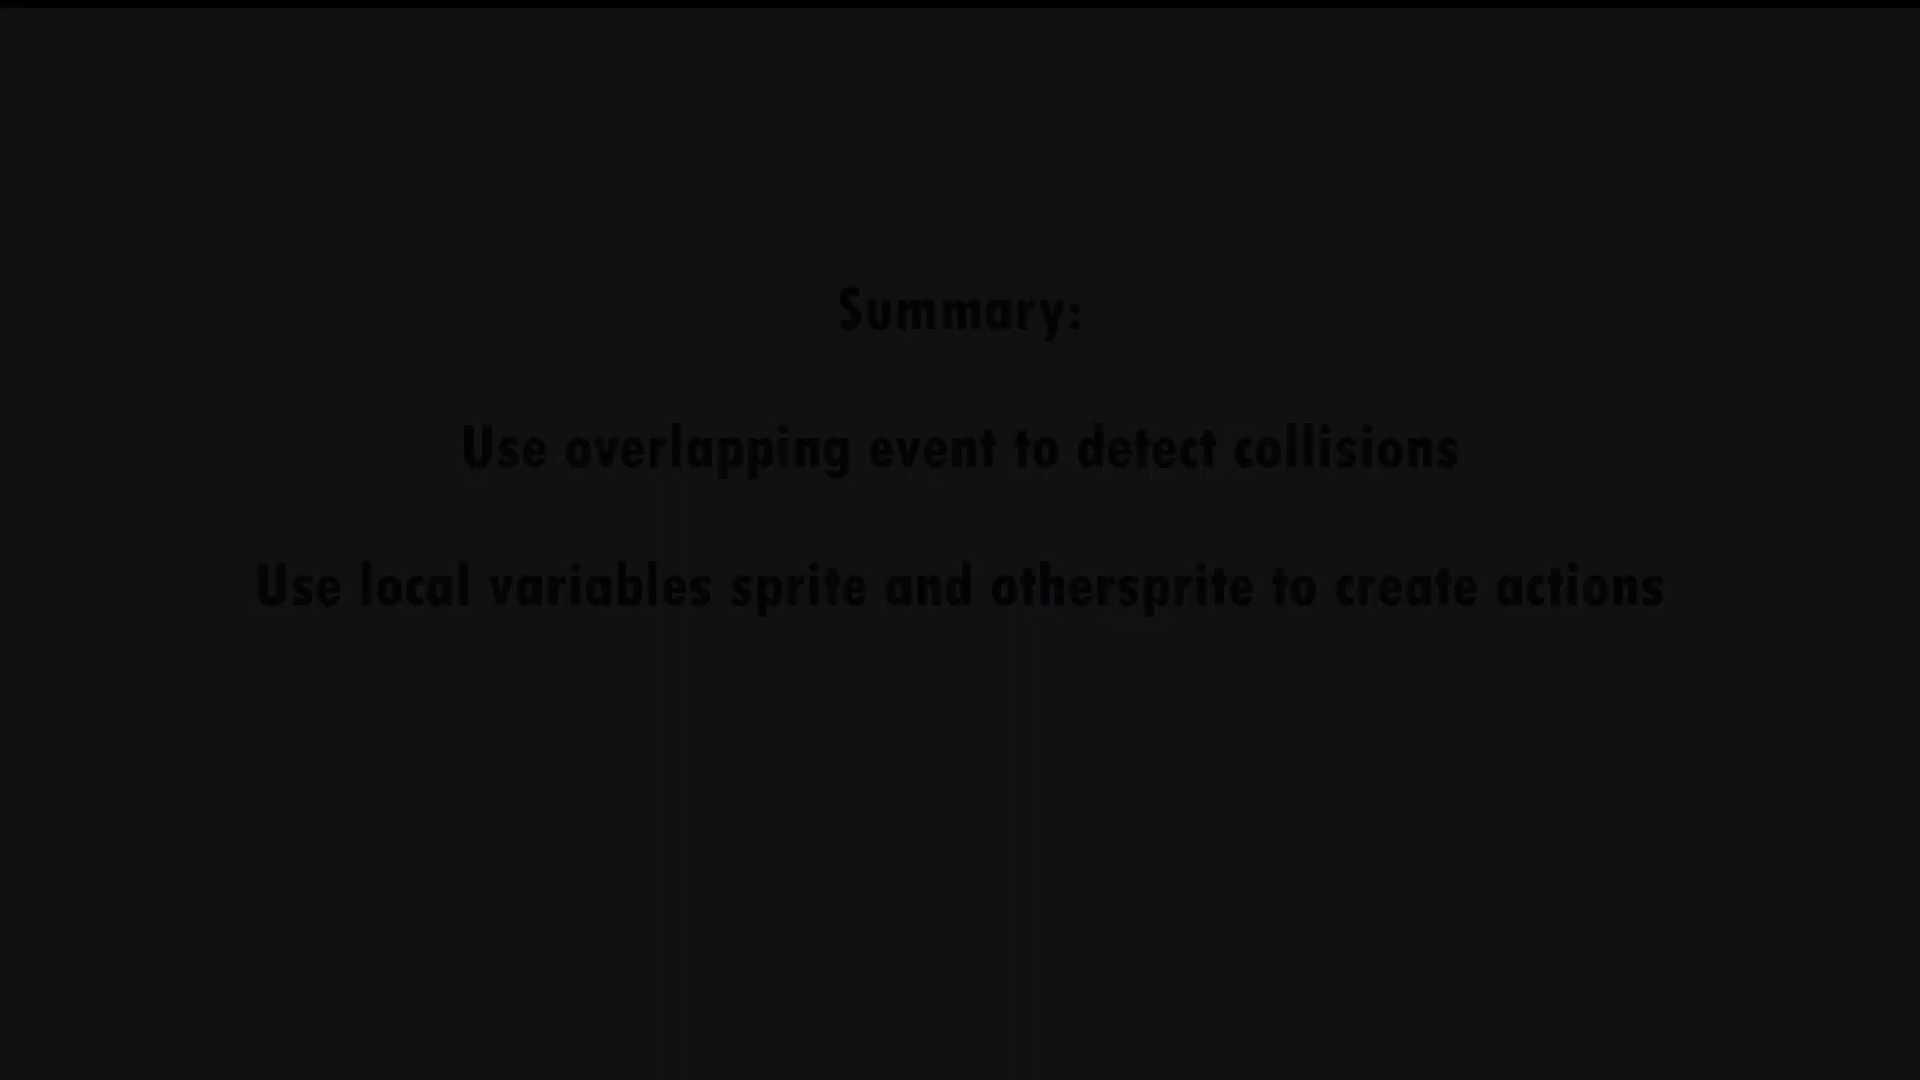 Summary:
Use overlapping event to detect collisions
Use local variables sprite and othersprite to create actions